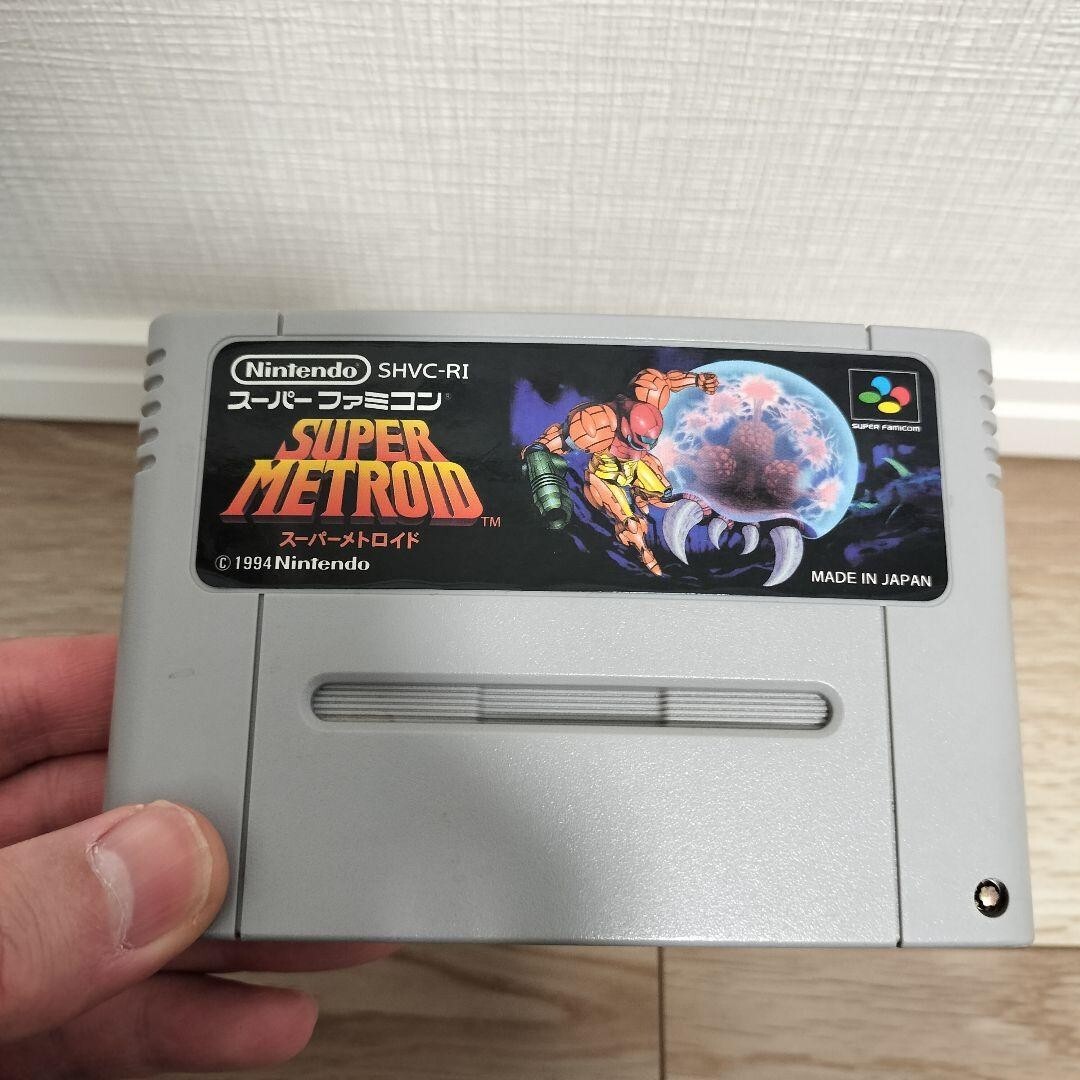 Nintendo SHVC-RI
スーパーファミコン®
SUPER
METROID™
スーパーメトロイド
© 1994 Nintendo
SUPER FAMICOM
MADE IN JAPAN